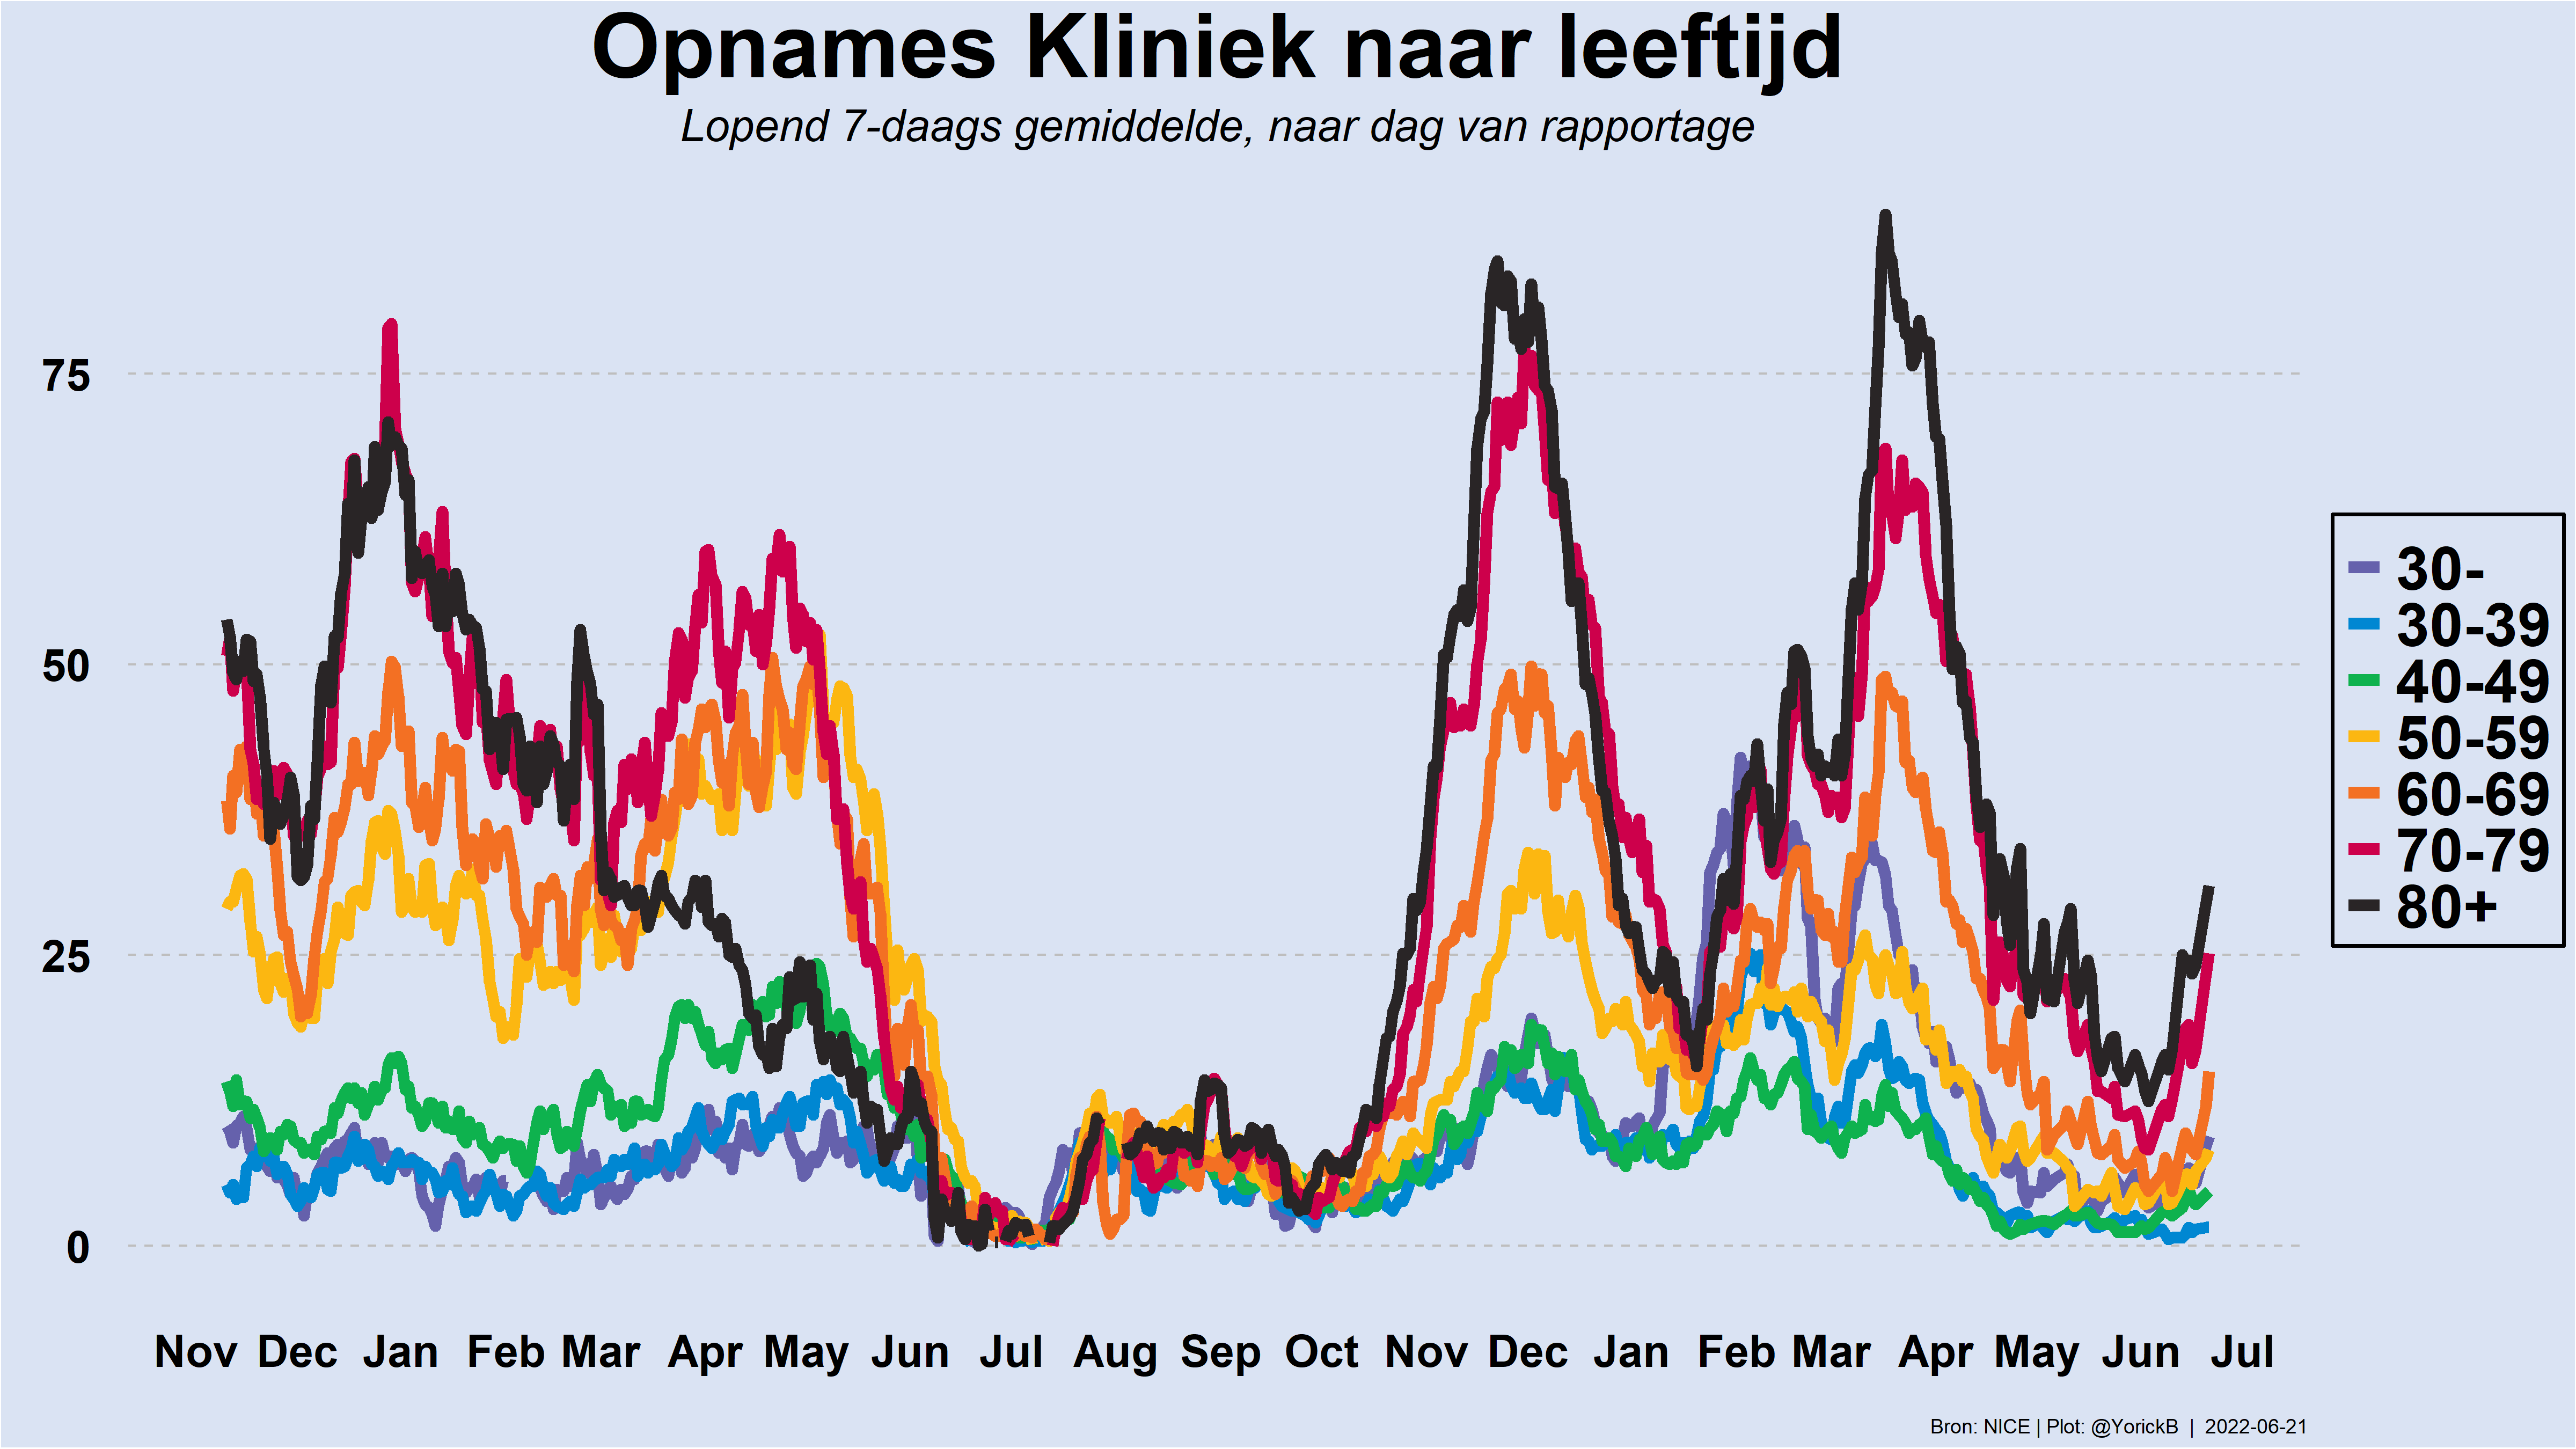 Opnames Kliniek naar leeftijd
Lopend 7-daags gemiddelde, naar dag van rapportage
75
50
25
0
30-
30-39
40-49
50-59
60-69
70-79
80+
Nov Dec Jan Feb Mar Apr May Jun Jul Aug Sep Oct Nov Dec Jan Feb Mar Apr May Jun Jul
Bron: NICE | Plot: @YorickB | 2022-06-21